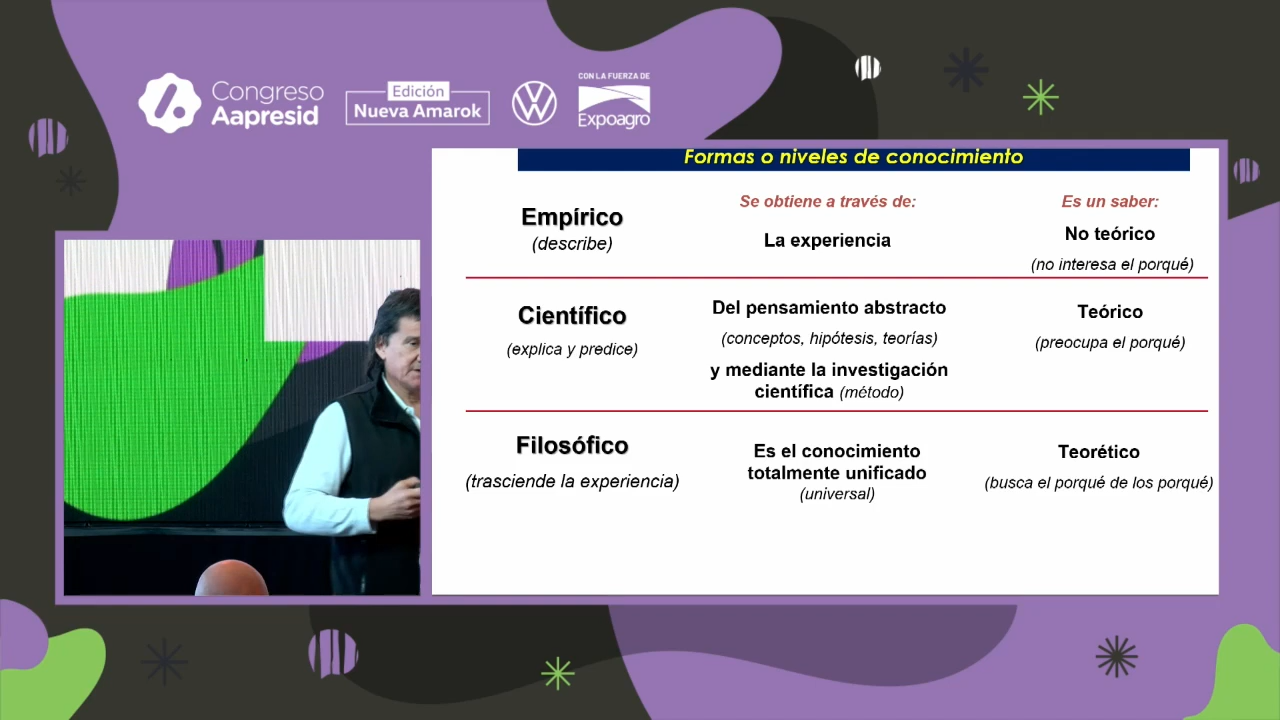 Congreso
Aapresid
Edición
Nueva Amarok
CON LA FUERZA DE
Expoagro
Formas o niveles de conocimiento
Se obtiene a través de:
Es un saber:
Empírico
(describe)
La experiencia
No teórico
(no interesa el porqué)
Científico
(explica y predice)
Del pensamiento abstracto
(conceptos, hipótesis, teorías)
y mediante la investigación
científica (método)
Teórico
(preocupa el porqué)
Filosófico
(trasciende la experiencia)
Es el conocimiento
totalmente unificado
(universal)
Teorético
(busca el porqué de los porqué)